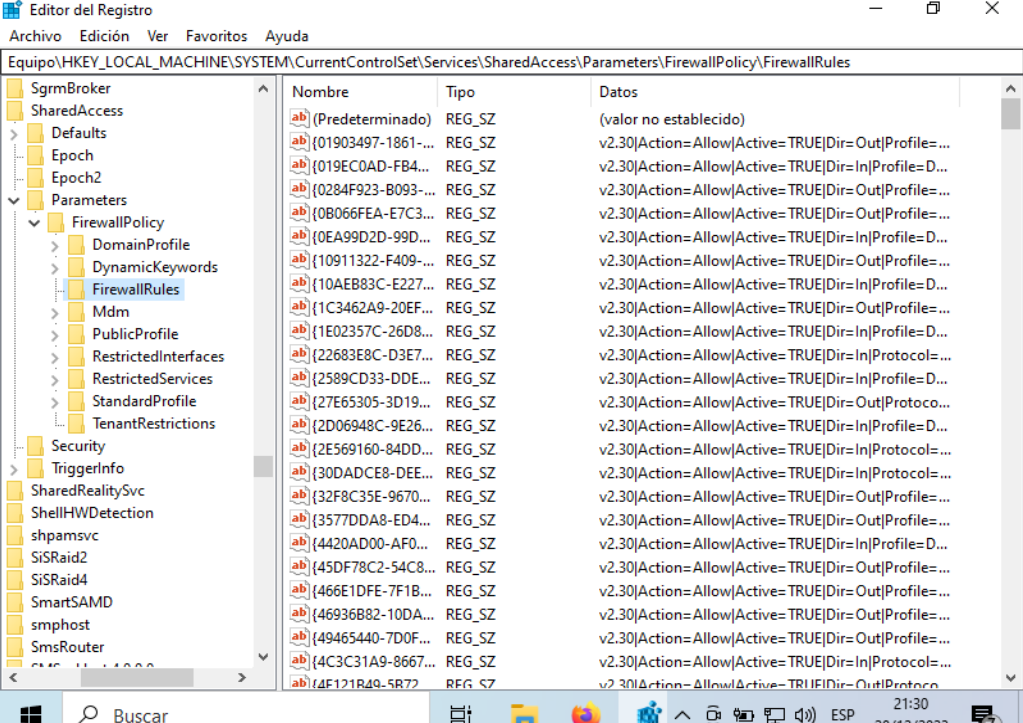 Editor del Registro
Archivo Edición Ver Favoritos Ayuda
Equipo\HKEY_LOCAL_MACHINE\SYSTEM\CurrentControlSet\Services\SharedAccess\Parameters\FirewallPolicy\FirewallRules
SgrmBroker
SharedAccess
Defaults
Epoch
Epoch2
Parameters
FirewallPolicy
DomainProfile
DynamicKeywords
FirewallRules
Mdm
PublicProfile
RestrictedInterfaces
RestrictedServices
StandardProfile
TenantRestrictions
Security
TriggerInfo
SharedRealitySvc
ShellHWDetection
shpamsvc
SiSRaid2
SiSRaid4
SmartSAMD
smphost
SmsRouter
Nombre Tipo Datos
(Predeterminado) REG_SZ (valor no establecido)
{01903497-1861-... REG_SZ v2.30|Action=Allow|Active=TRUE|Dir=Out|Profile=...
{019EC0AD-FB4... REG_SZ v2.30|Action=Allow|Active=TRUE|Dir=In|Profile=D...
{0284F923-B093-... REG_SZ v2.30|Action=Allow|Active=TRUE|Dir=Out|Profile=...
{0B066FEA-E7C3... REG_SZ v2.30|Action=Allow|Active=TRUE|Dir=Out|Profile=...
{0EA99D2D-99D... REG_SZ v2.30|Action=Allow|Active=TRUE|Dir=In|Profile=D...
{10911322-F409-... REG_SZ v2.30|Action=Allow|Active=TRUE|Dir=Out|Profile=...
{10AEB83C-E227... REG_SZ v2.30|Action=Allow|Active=TRUE|Dir=In|Profile=D...
{1C3462A9-20EF... REG_SZ v2.30|Action=Allow|Active=TRUE|Dir=Out|Profile=...
{1E02357C-26D8... REG_SZ v2.30|Action=Allow|Active=TRUE|Dir=In|Profile=D...
{22683E8C-D3E7... REG_SZ v2.30|Action=Allow|Active=TRUE|Dir=In|Protocol=...
{2589CD33-DDE... REG_SZ v2.30|Action=Allow|Active=TRUE|Dir=In|Profile=D...
{27E65305-3D19... REG_SZ v2.30|Action=Allow|Active=TRUE|Dir=Out|Protoco...
{2D06948C-9E26... REG_SZ v2.30|Action=Allow|Active=TRUE|Dir=In|Profile=D...
{2E569160-84DD... REG_SZ v2.30|Action=Allow|Active=TRUE|Dir=In|Protocol=...
{30DADCE8-DEE... REG_SZ v2.30|Action=Allow|Active=TRUE|Dir=In|Protocol=...
{32F8C35E-9670... REG_SZ v2.30|Action=Allow|Active=TRUE|Dir=Out|Profile=...
{3577DDA8-ED4... REG_SZ v2.30|Action=Allow|Active=TRUE|Dir=Out|Profile=...
{4420AD00-AF0... REG_SZ v2.30|Action=Allow|Active=TRUE|Dir=In|Profile=D...
{45DF78C2-54C8... REG_SZ v2.30|Action=Allow|Active=TRUE|Dir=Out|Profile=...
{466E1DFE-7F1B... REG_SZ v2.30|Action=Allow|Active=TRUE|Dir=Out|Profile=...
{46936B82-10DA... REG_SZ v2.30|Action=Allow|Active=TRUE|Dir=Out|Profile=...
{49465440-7D0F... REG_SZ v2.30|Action=Allow|Active=TRUE|Dir=Out|Profile=...
{4C3C31A9-8667... REG_SZ v2.30|Action=Allow|Active=TRUE|Dir=In|Protocol=...
{4F121B49-5B72... REG_SZ v2.30|Action=Allow|Active=TRUE|Dir=Out|Protoco...
Buscar ESP 21:30